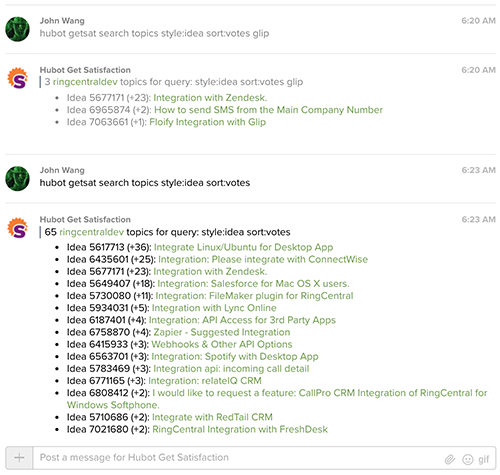 John Wang 6:20 AM
hubot getsat search topics style:idea sort:votes glip
Hubot Get Satisfaction 6:20 AM
3 ringcentraldev topics for query: style:idea sort:votes glip
• Idea 5677171 (+23): Integration with Zendesk.
• Idea 6965874 (+2): How to send SMS from the Main Company Number
• Idea 7063661 (+1): Floify Integration with Glip
John Wang 6:23 AM
hubot getsat search topics style:idea sort:votes
Hubot Get Satisfaction 6:23 AM
65 ringcentraldev topics for query: style:idea sort:votes
• Idea 5617713 (+36): Integrate Linux/Ubuntu for Desktop App
• Idea 6435601 (+25): Integration: Please integrate with ConnectWise
• Idea 5677171 (+23): Integration with Zendesk.
• Idea 5649407 (+18): Integration: Salesforce for Mac OS X users.
• Idea 5730080 (+11): Integration: FileMaker plugin for RingCentral
• Idea 5934031 (+5): Integration with Lync Online
• Idea 6187401 (+4): Integration: API Access for 3rd Party Apps
• Idea 6758870 (+4): Zapier - Suggested Integration
• Idea 6415933 (+3): Webhooks & Other API Options
• Idea 6563701 (+3): Integration: Spotify with Desktop App
• Idea 5783469 (+3): Integration api: incoming call detail
• Idea 6771165 (+3): Integration: relateIQ CRM
• Idea 6808412 (+2): I would like to request a feature: CallPro CRM Integration of RingCentral for
Windows Softphone.
• Idea 5710686 (+2): Integrate with RedTail CRM
• Idea 7021680 (+2): RingCentral Integration with FreshDesk
+ Post a message for Hubot Get Satisfaction gif